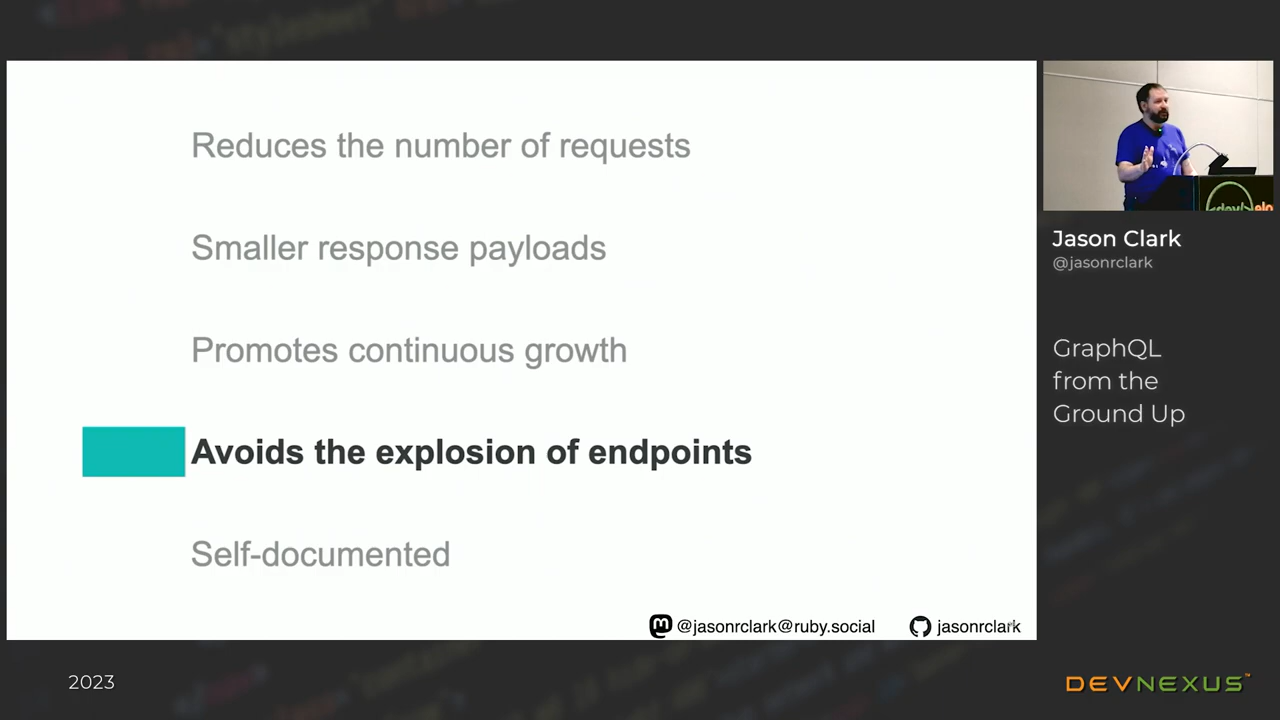 Reduces the number of requests
Smaller response payloads
Promotes continuous growth
Avoids the explosion of endpoints
Self-documented
@jasonrclark@ruby.social
jasonrclark
Jason Clark
@jasonrclark
GraphQL
from the
Ground Up
2023
DEVNEXUS™